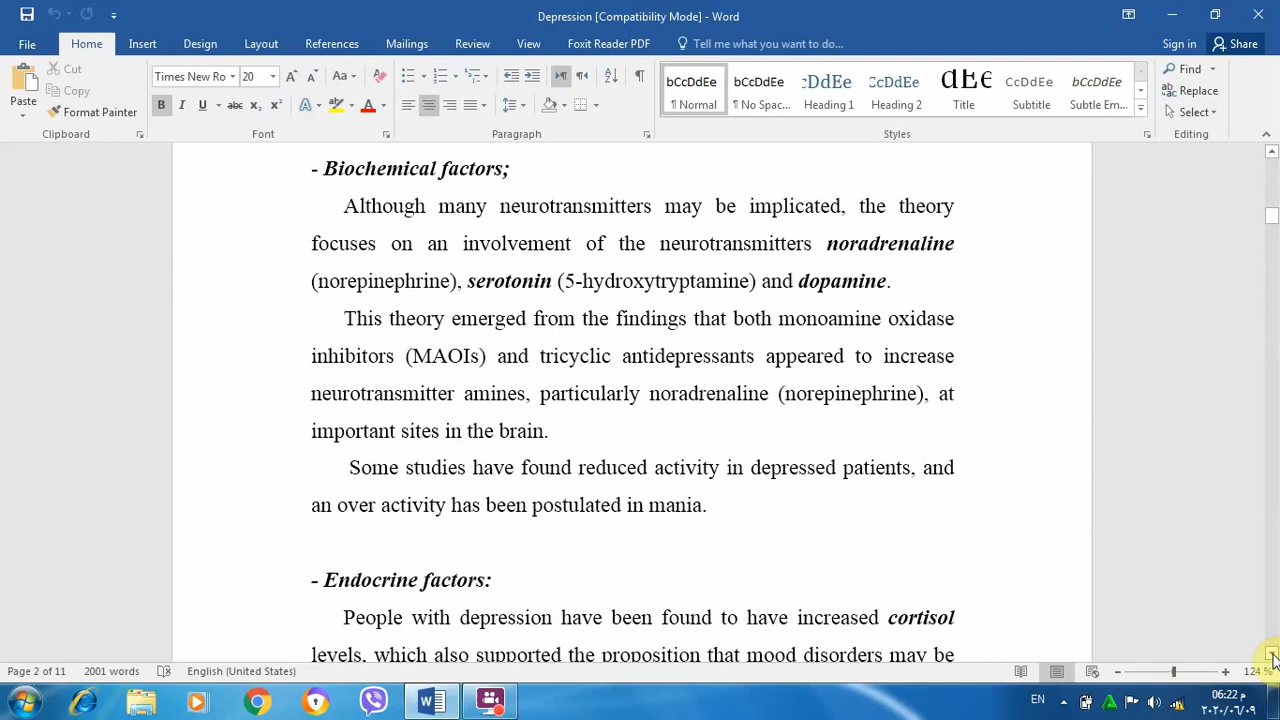 Depression [Compatibility Mode] - Word
File Home Insert Design Layout References Mailings Review View Foxit Reader PDF Tell me what you want to do... Sign in Share
Paste
Cut
Copy
Format Painter
Clipboard
Times New Ro 20
Font
Paragraph
bCcDdEe bCcDdEe :CcDdEe bCcDdEe dEe CcDdEe bCcDdEe
¶ Normal ¶ No Spac... Heading 1 Heading 2 Title Subtitle Subtle Em...
Styles
Find
Replace
Select
Editing
- Biochemical factors;
Although many neurotransmitters may be implicated, the theory
focuses on an involvement of the neurotransmitters noradrenaline
(norepinephrine), serotonin (5-hydroxytryptamine) and dopamine.
This theory emerged from the findings that both monoamine oxidase
inhibitors (MAOIs) and tricyclic antidepressants appeared to increase
neurotransmitter amines, particularly noradrenaline (norepinephrine), at
important sites in the brain.
Some studies have found reduced activity in depressed patients, and
an over activity has been postulated in mania.
- Endocrine factors:
People with depression have been found to have increased cortisol
levels, which also supported the proposition that mood disorders may be
Page 2 of 11 2001 words English (United States) 124 %
EN
06:22 م
٢٠٢٠/٠٦/٠٩